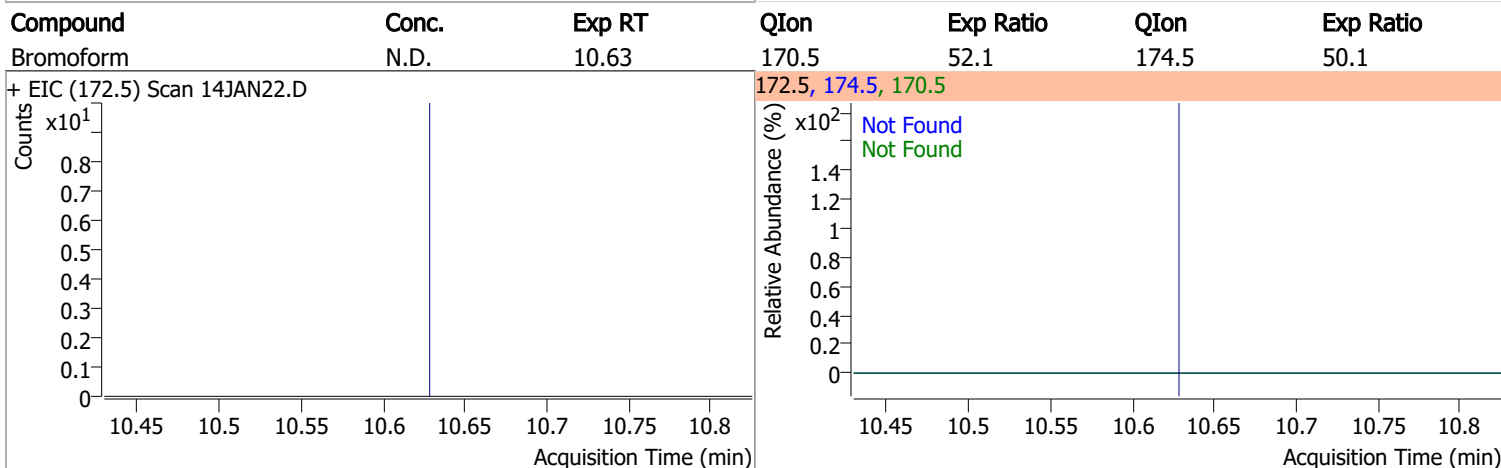 Compound Conc. Exp RT QIon Exp Ratio QIon Exp Ratio
Bromoform N.D. 10.63 170.5 52.1 174.5 50.1
+ EIC (172.5) Scan 14JAN22.D
Counts
x10¹
0.8
0.7
0.6
0.5
0.4
0.3
0.2
0.1
0
10.45 10.5 10.55 10.6 10.65 10.7 10.75 10.8
Acquisition Time (min)
172.5, 174.5, 170.5
Relative Abundance (%)
x10²
Not Found
Not Found
1.4
1.2
1
0.8
0.6
0.4
0.2
0
10.45 10.5 10.55 10.6 10.65 10.7 10.75 10.8
Acquisition Time (min)